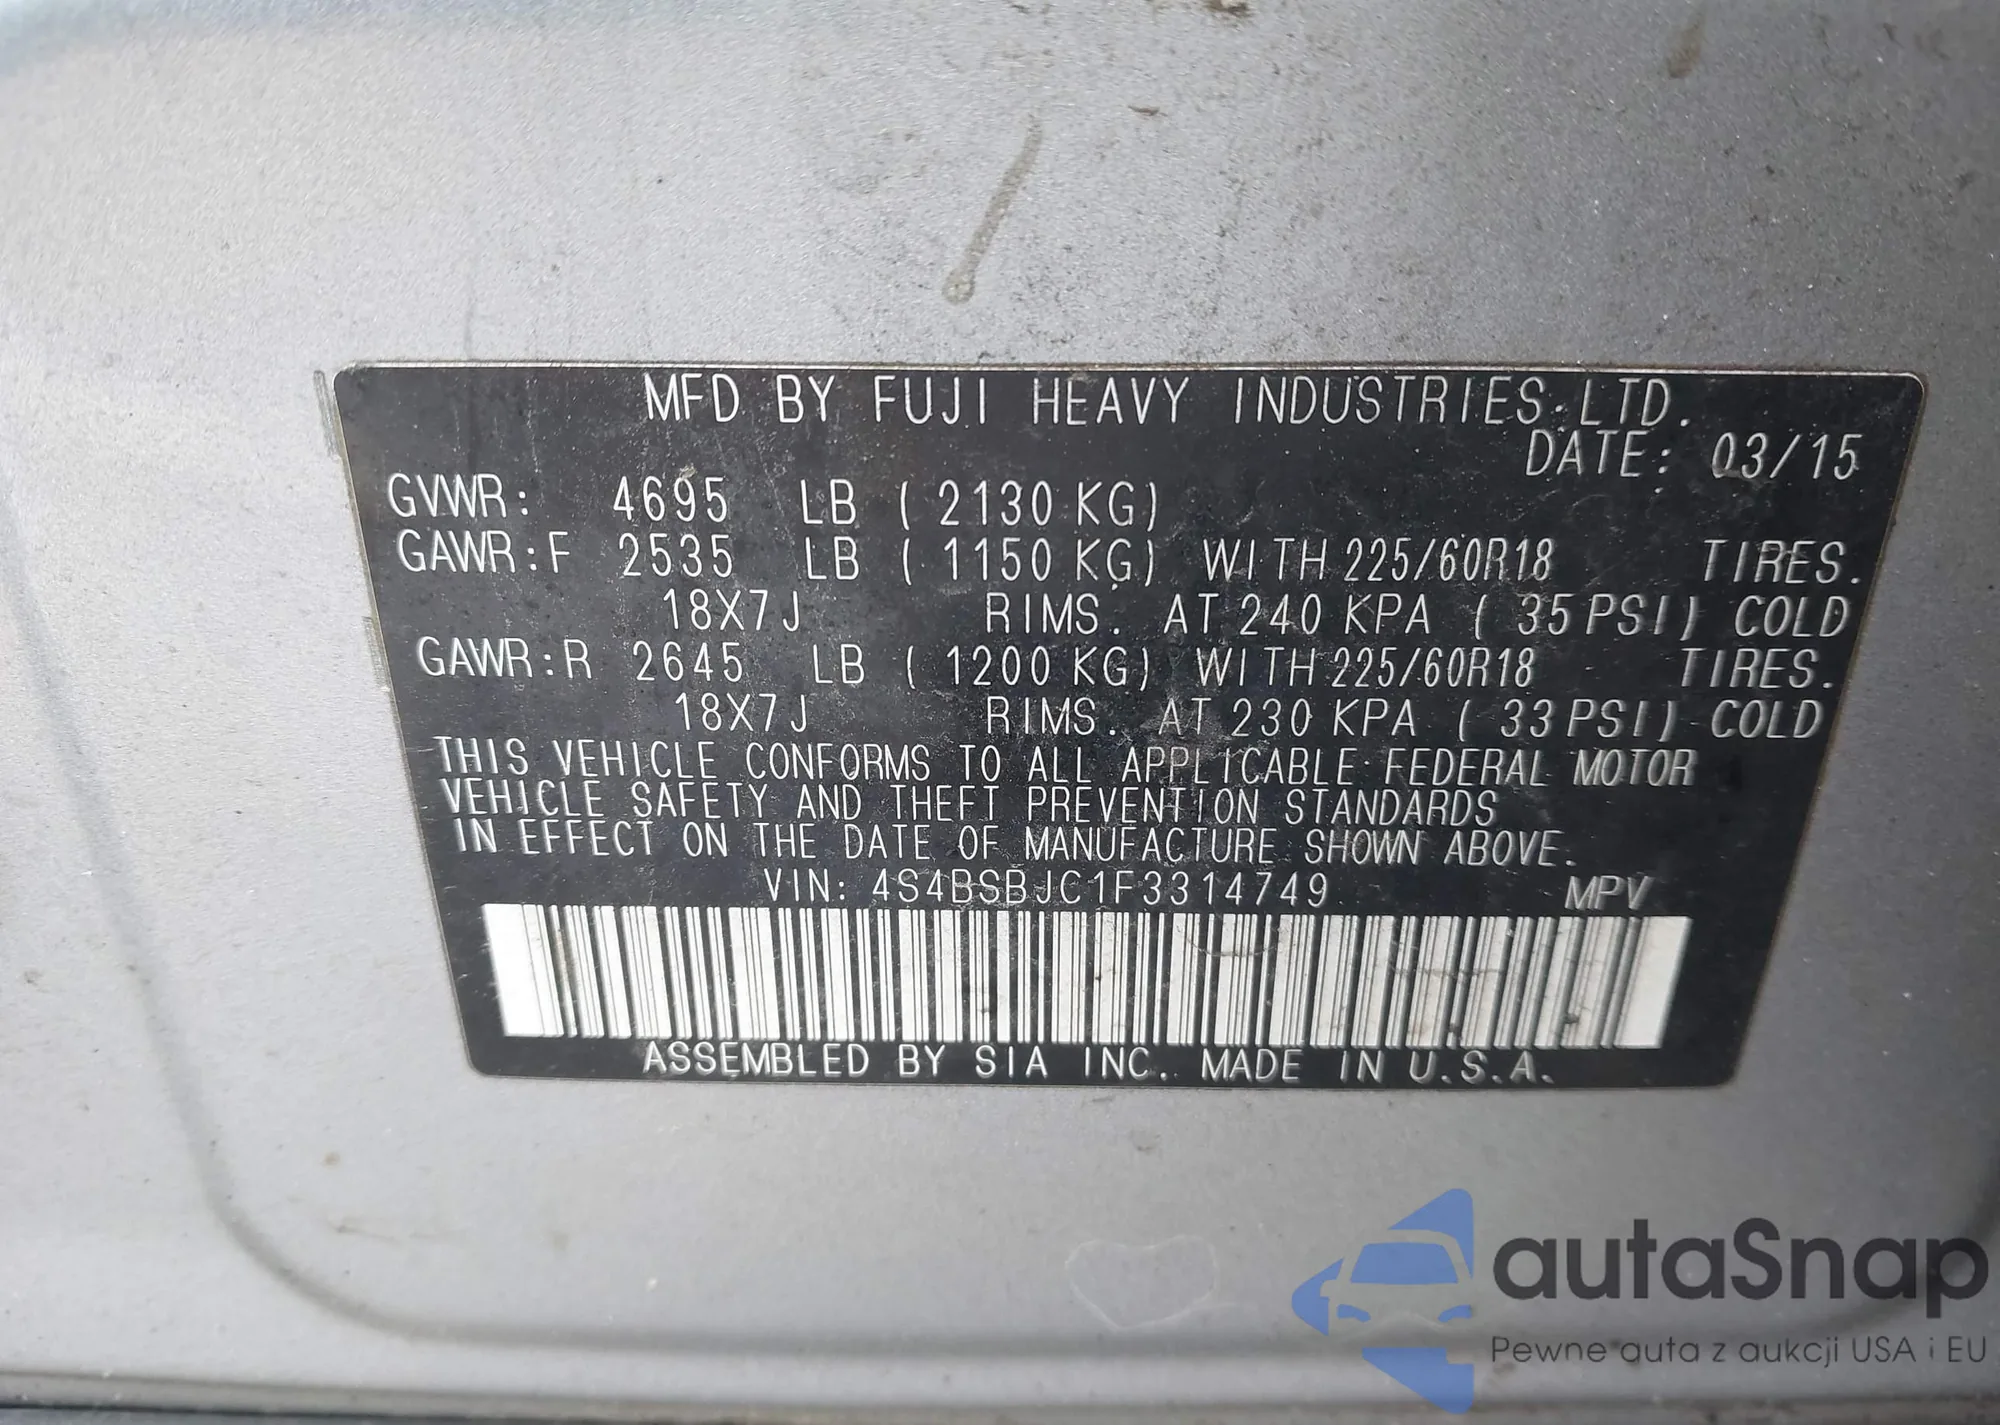 MFD BY FUJI HEAVY INDUSTRIES LTD.
DATE: 03/15
GVWR: 4695 LB ( 2130 KG)
GAWR:F 2535 LB ( 1150 KG) WITH 225/60R18 TIRES.
18X7J RIMS. AT 240 KPA ( 35 PSI) COLD
GAWR:R 2645 LB ( 1200 KG) WITH 225/60R18 TIRES.
18X7J RIMS. AT 230 KPA ( 33 PSI) COLD
THIS VEHICLE CONFORMS TO ALL APPLICABLE FEDERAL MOTOR
VEHICLE SAFETY AND THEFT PREVENTION STANDARDS
IN EFFECT ON THE DATE OF MANUFACTURE SHOWN ABOVE.
VIN: 4S4BSBJC1F3314749 MPV
ASSEMBLED BY SIA INC. MADE IN U.S.A.
autaSnap
Pewne auta z aukcji USA i EU